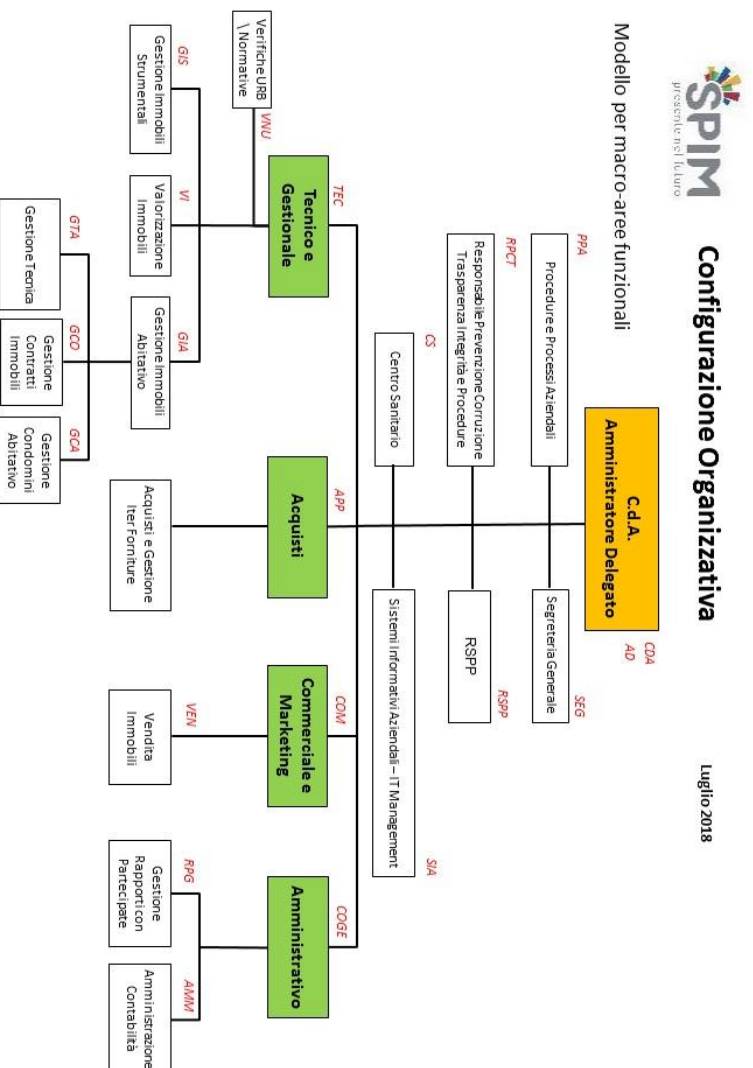 SPIM
presente nel futuro
Configurazione Organizzativa
Luglio 2018
Modello per macro-aree funzionali
C.d.A.
Amministratore Delegato
CDA
AD
PPA
Procedure e Processi Aziendali
Segreteria Generale
SEG
RPCT
Responsabile Prevenzione Corruzione
Trasparenza Integrità e Procedure
RSPP
RSPP
CS
Centro Sanitario
Sistemi Informativi Aziendali – IT Management
SIA
TEC
Tecnico e
Gestionale
APP
Acquisti
COM
Commerciale e
Marketing
COGE
Amministrativo
Verifiche URB
\ Normative
VNU
GIS
Gestione Immobili
Strumentali
VI
Valorizzazione
Immobili
GIA
Gestione Immobili
Abitativo
Acquisti e Gestione
Iter Forniture
VEN
Vendita
Immobili
RPG
Gestione
Rapporti con
Partecipate
AMM
Amministrazione
Contabilità
GTA
Gestione Tecnica
GCO
Gestione
Contratti
Immobili
GCA
Gestione
Condomini
Abitativo